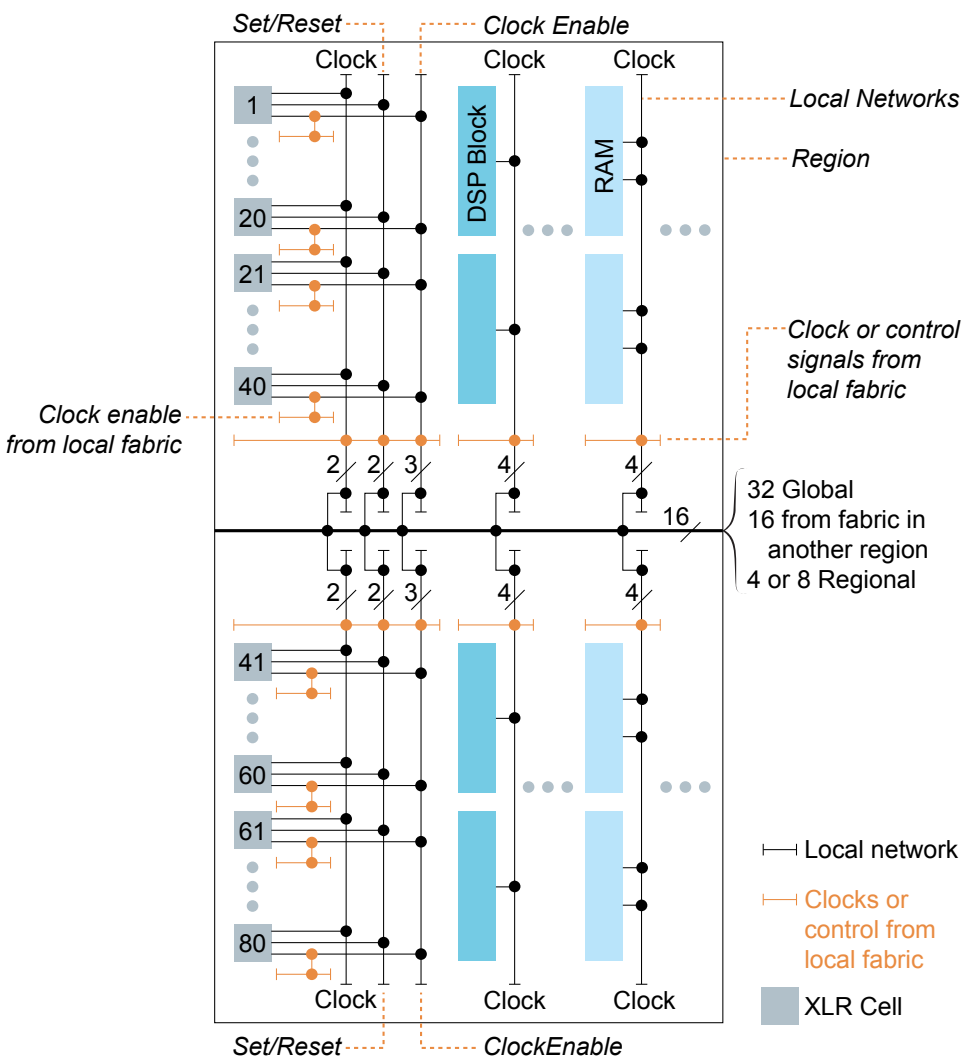 Set/Reset
Clock Enable
Clock
Clock
Clock
1
DSP Block
RAM
Local Networks
Region
20
21
40
Clock or control
signals from
local fabric
Clock enable
from local fabric
2
2
3
4
4
16
32 Global
16 from fabric in
another region
4 or 8 Regional
2
2
3
4
4
41
60
61
80
Local network
Clocks or
control from
local fabric
XLR Cell
Clock
Clock
Clock
Set/Reset
ClockEnable